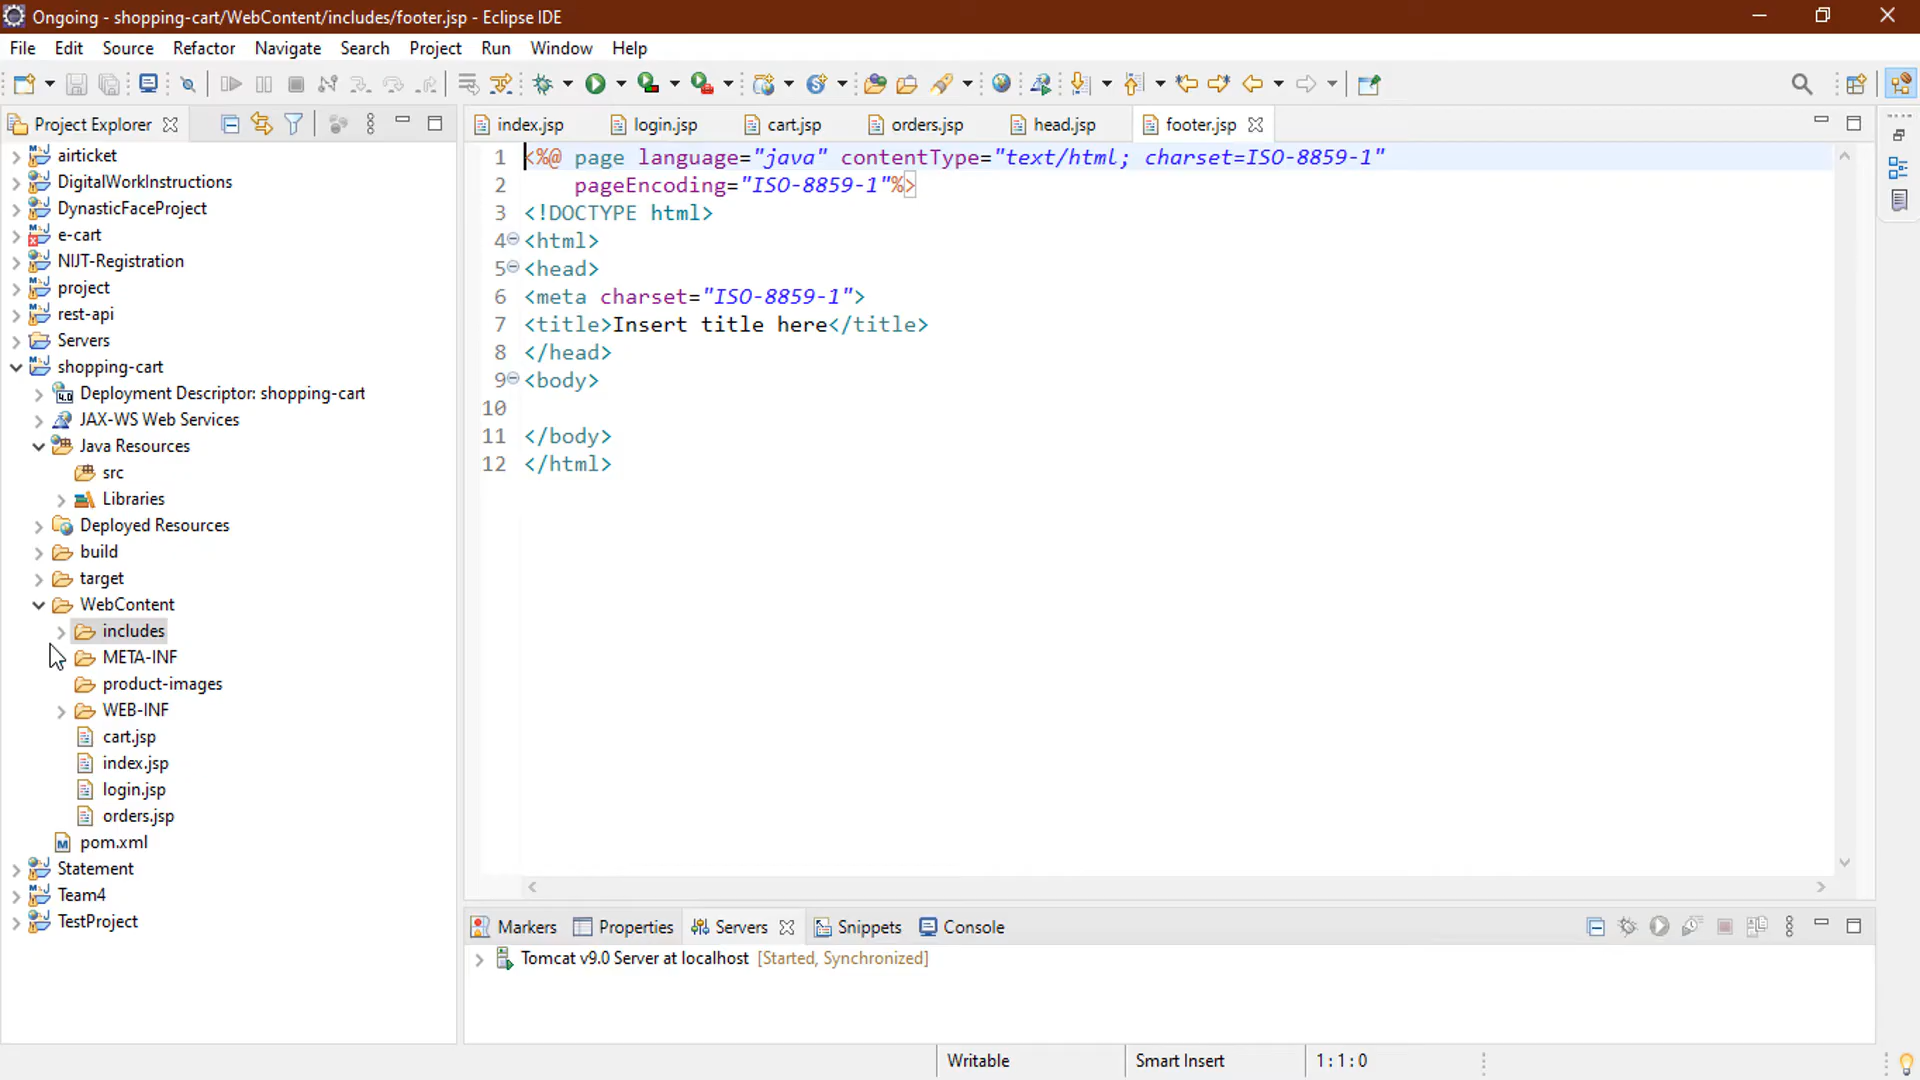 Ongoing - shopping-cart/WebContent/includes/footer.jsp - Eclipse IDE
File Edit Source Refactor Navigate Search Project Run Window Help
Project Explorer
airticket
DigitalWorkInstructions
DynasticFaceProject
e-cart
NIJT-Registration
project
rest-api
Servers
shopping-cart
Deployment Descriptor: shopping-cart
JAX-WS Web Services
Java Resources
src
Libraries
Deployed Resources
build
target
WebContent
includes
META-INF
product-images
WEB-INF
cart.jsp
index.jsp
login.jsp
orders.jsp
pom.xml
Statement
Team4
TestProject
index.jsp login.jsp cart.jsp orders.jsp head.jsp footer.jsp
1 <%@ page language="java" contentType="text/html; charset=ISO-8859-1"
2 pageEncoding="ISO-8859-1"%>
3 <!DOCTYPE html>
4 <html>
5 <head>
6 <meta charset="ISO-8859-1">
7 <title>Insert title here</title>
8 </head>
9 <body>
10
11 </body>
12 </html>
Markers Properties Servers Snippets Console
Tomcat v9.0 Server at localhost [Started, Synchronized]
Writable Smart Insert 1 : 1 : 0